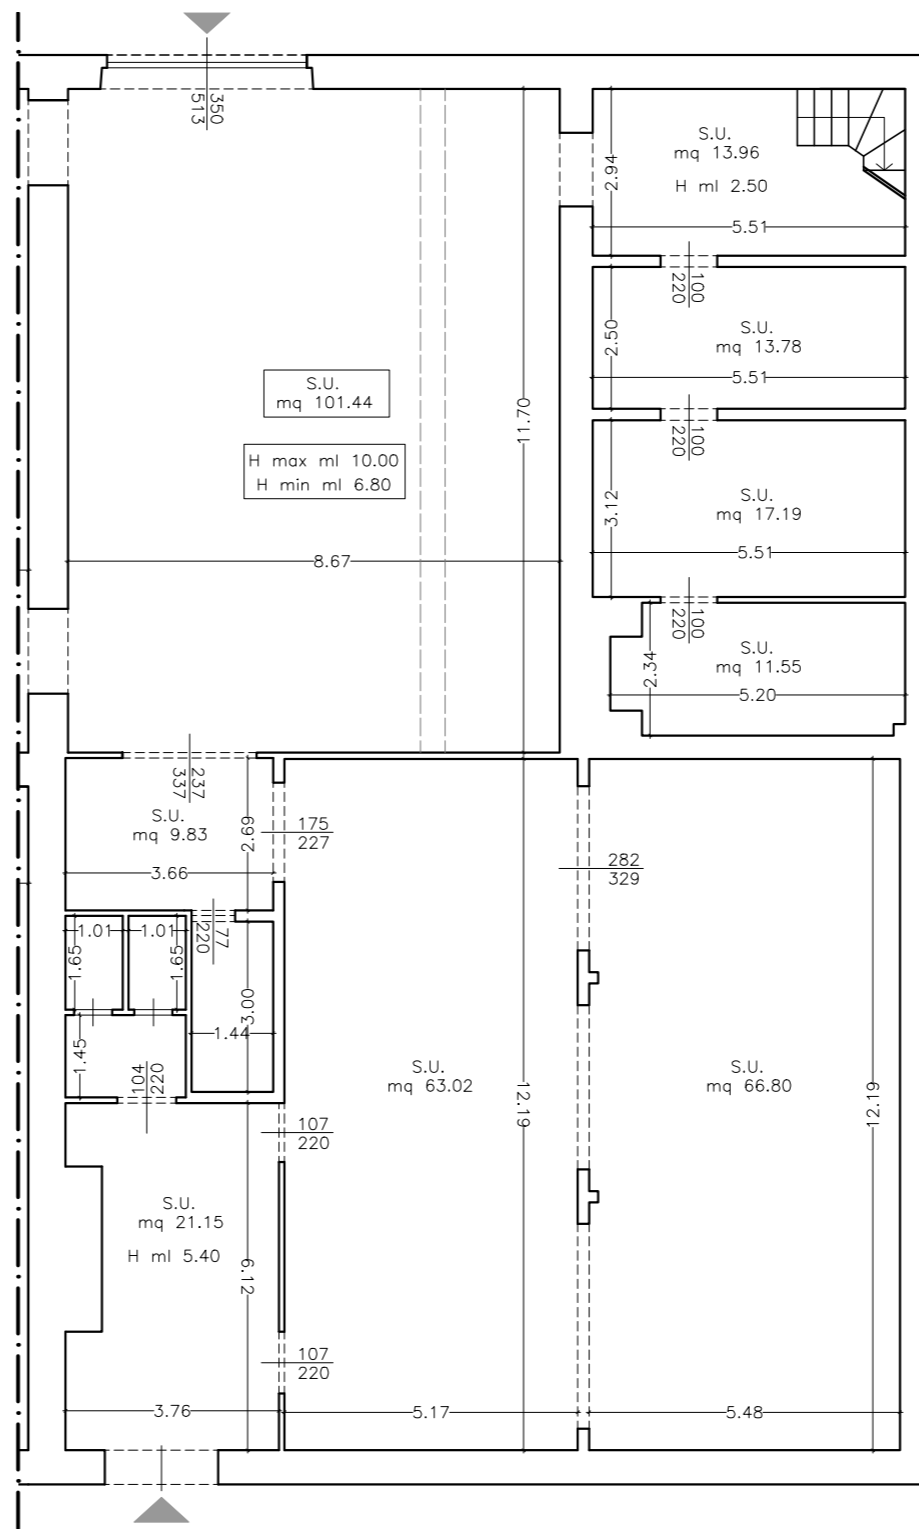 350
513
S.U.
mq 13.96
H ml 2.50
2.94
5.51
100
220
S.U.
mq 13.78
2.50
5.51
S.U.
mq 101.44
H max ml 10.00
H min ml 6.80
11.70
8.67
100
220
S.U.
mq 17.19
3.12
5.51
100
220
S.U.
mq 11.55
2.34
5.20
237
337
S.U.
mq 9.83
2.69
3.66
175
227
282
329
77
220
1.01
1.65
1.01
1.65
3.00
1.44
1.45
104
220
S.U.
mq 63.02
12.19
S.U.
mq 66.80
12.19
107
220
S.U.
mq 21.15
H ml 5.40
6.12
107
220
3.76
5.17
5.48